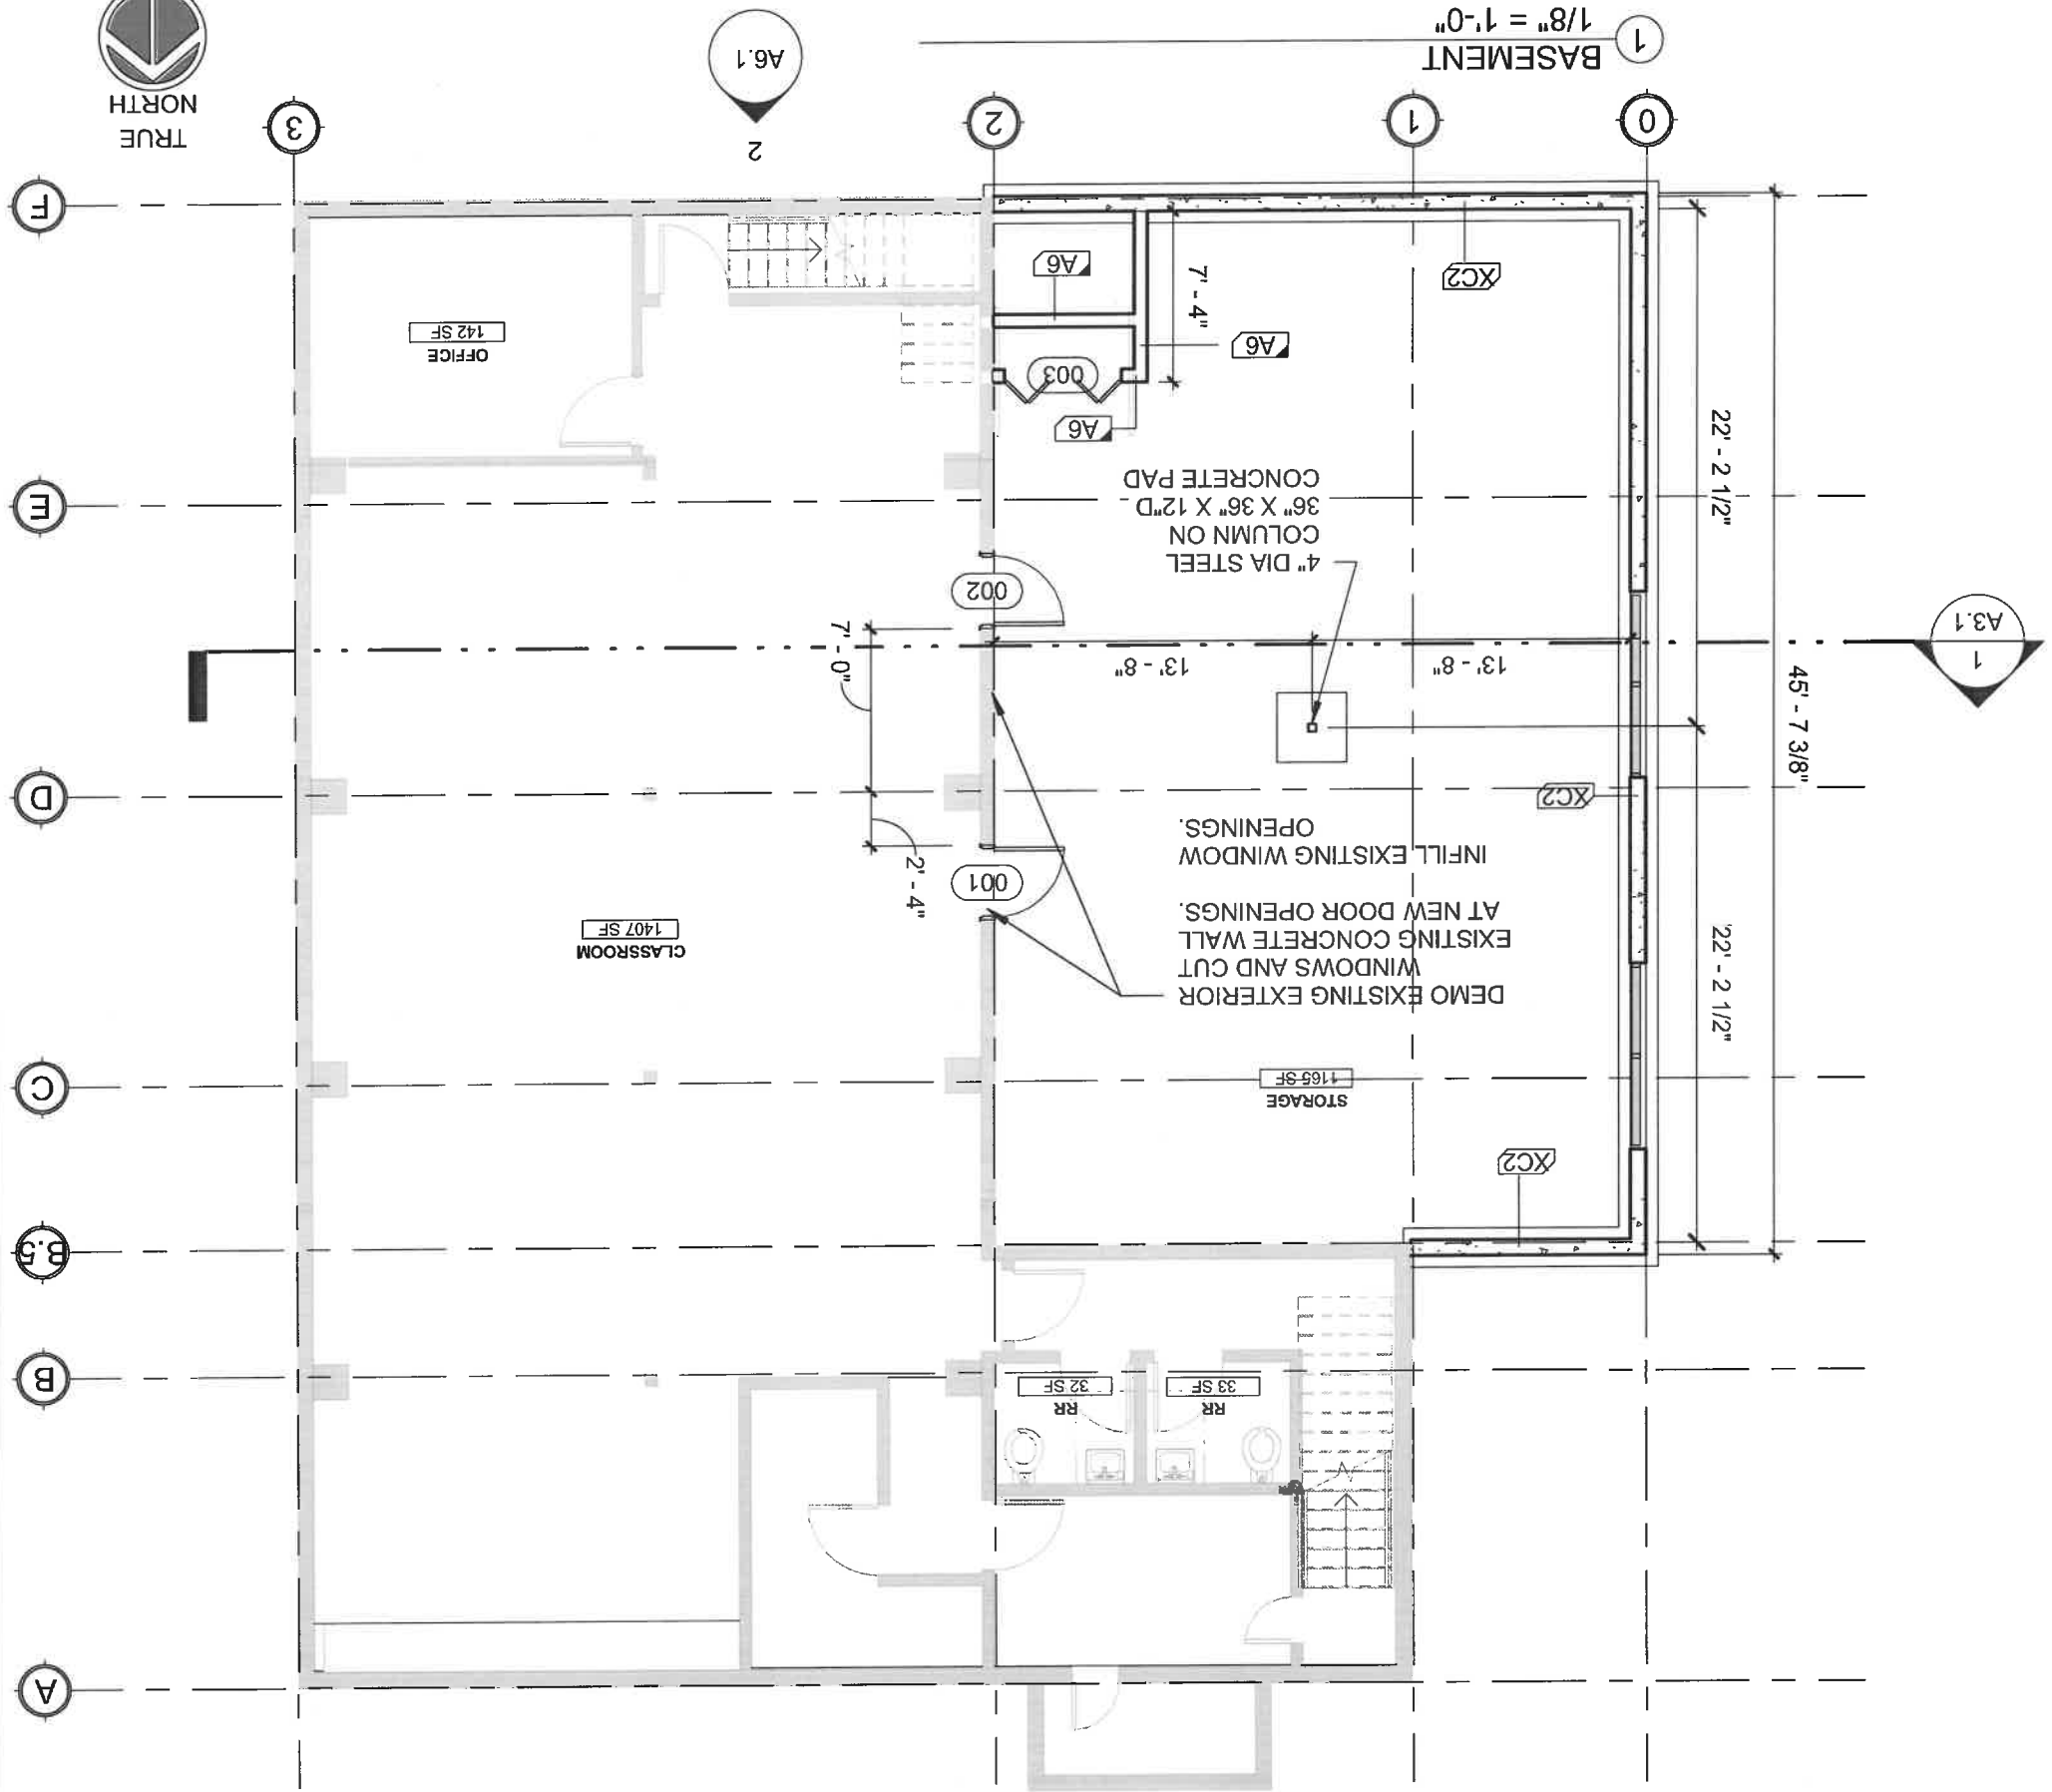 A
RR
33 SF
RR
32 SF
B
B.5
XC2
STORAGE
1165 SF
C
22' - 2 1/2"
DEMO EXISTING EXTERIOR
WINDOWS AND CUT
EXISTING CONCRETE WALL
AT NEW DOOR OPENINGS.
INFILL EXISTING WINDOW
OPENINGS.
CLASSROOM
1407 SF
001
2' - 4"
XC2
D
45' - 7 3/8"
13' - 8"
13' - 8"
7' - 0"
1
A3.1
002
4" DIA STEEL
COLUMN ON
36" X 36" X 12"D
CONCRETE PAD
E
22' - 2 1/2"
A6
003
A6
OFFICE
142 SF
7' - 4"
XC2
A6
F
0
1
2
2
A6.1
3
TRUE
NORTH
1
BASEMENT
1/8" = 1'-0"